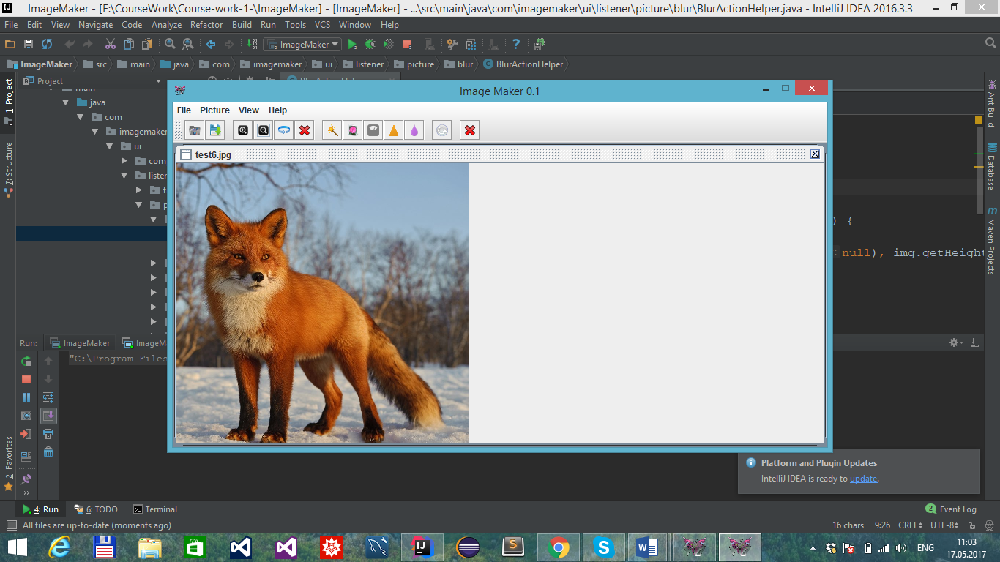 ImageMaker - [E:\CourseWork\Course-work-1-\ImageMaker] - [ImageMaker] - ...\src\main\java\com\imagemaker\ui\listener\picture\blur\BlurActionHelper.java - IntelliJ IDEA 2016.3.3
File Edit View Navigate Code Analyze Refactor Build Run Tools VCS Window Help
ImageMaker
ImageMaker src main java com imagemaker ui listener picture blur BlurActionHelper
1: Project
7: Structure
2: Favorites
Project
java
com
imagemaker
ui
com
listen
f
p
Image Maker 0.1
File Picture View Help
test6.jpg
) {
null), img.getHeight
Ant Build
Database
Maven Projects
Run: ImageMaker ImageM
"C:\Program Files
Platform and Plugin Updates
IntelliJ IDEA is ready to update.
4: Run 6: TODO Terminal
2 Event Log
All files are up-to-date (moments ago)
16 chars 9:26 CRLF UTF-8
ENG
11:03
17.05.2017